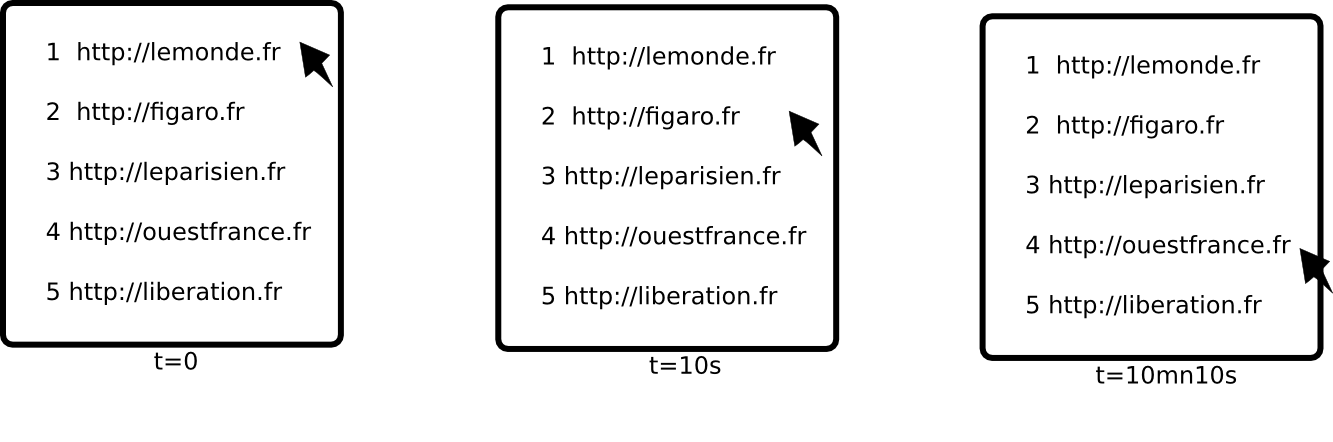 1 http://lemonde.fr
2 http://figaro.fr
3 http://leparisien.fr
4 http://ouestfrance.fr
5 http://liberation.fr
t=0
1 http://lemonde.fr
2 http://figaro.fr
3 http://leparisien.fr
4 http://ouestfrance.fr
5 http://liberation.fr
t=10s
1 http://lemonde.fr
2 http://figaro.fr
3 http://leparisien.fr
4 http://ouestfrance.fr
5 http://liberation.fr
t=10mn10s